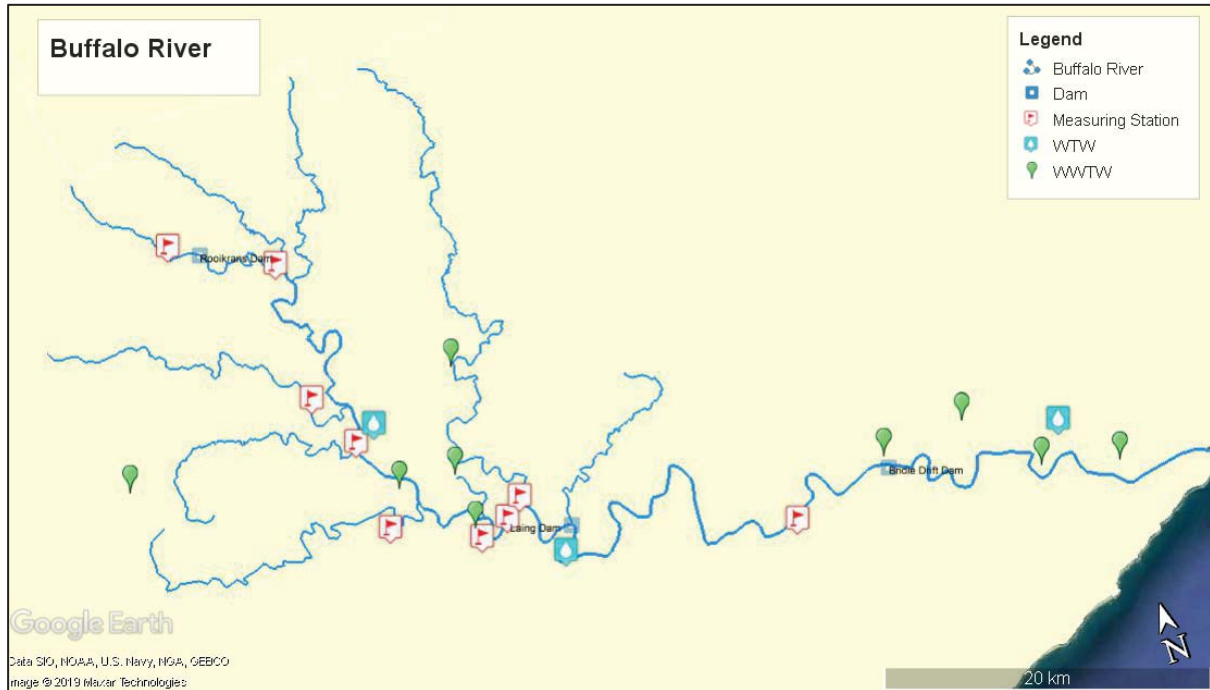 Buffalo River
Legend
Buffalo River
Dam
Measuring Station
WTW
WWTW
Rooikrans Dam
Laing Dam
Bridle Drift Dam
Google Earth
Data SIO, NOAA, U.S. Navy, NGA, GEBCO
Image © 2019 Maxar Technologies
20 km
N